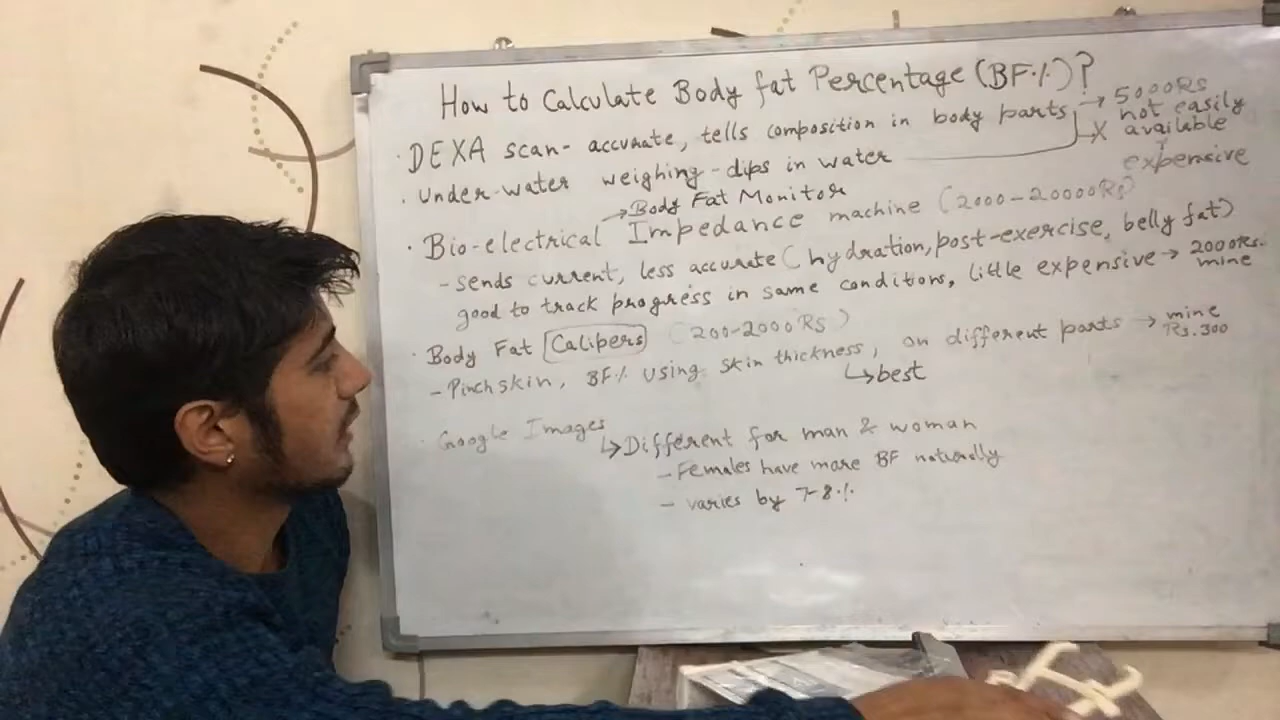 How to Calculate Body fat Percentage (BF%)?
· DEXA scan- accurate, tells composition in body parts → 5000Rs
not easily
X available
expensive
· Under-water weighing - dips in water
→ Body Fat Monitor
· Bio-electrical Impedance machine (2000-20000Rs)
- sends current, less accurate (hydration, post-exercise, belly fat)
good to track progress in same conditions, little expensive → 2000Rs.
mine
· Body Fat Calipers (200-2000Rs)
- Pinch skin, BF% using skin thickness, on different parts → mine
Rs.300
↳ best
· Google Images
↳ Different for man & woman
- Females have more BF naturally
- varies by 7-8%